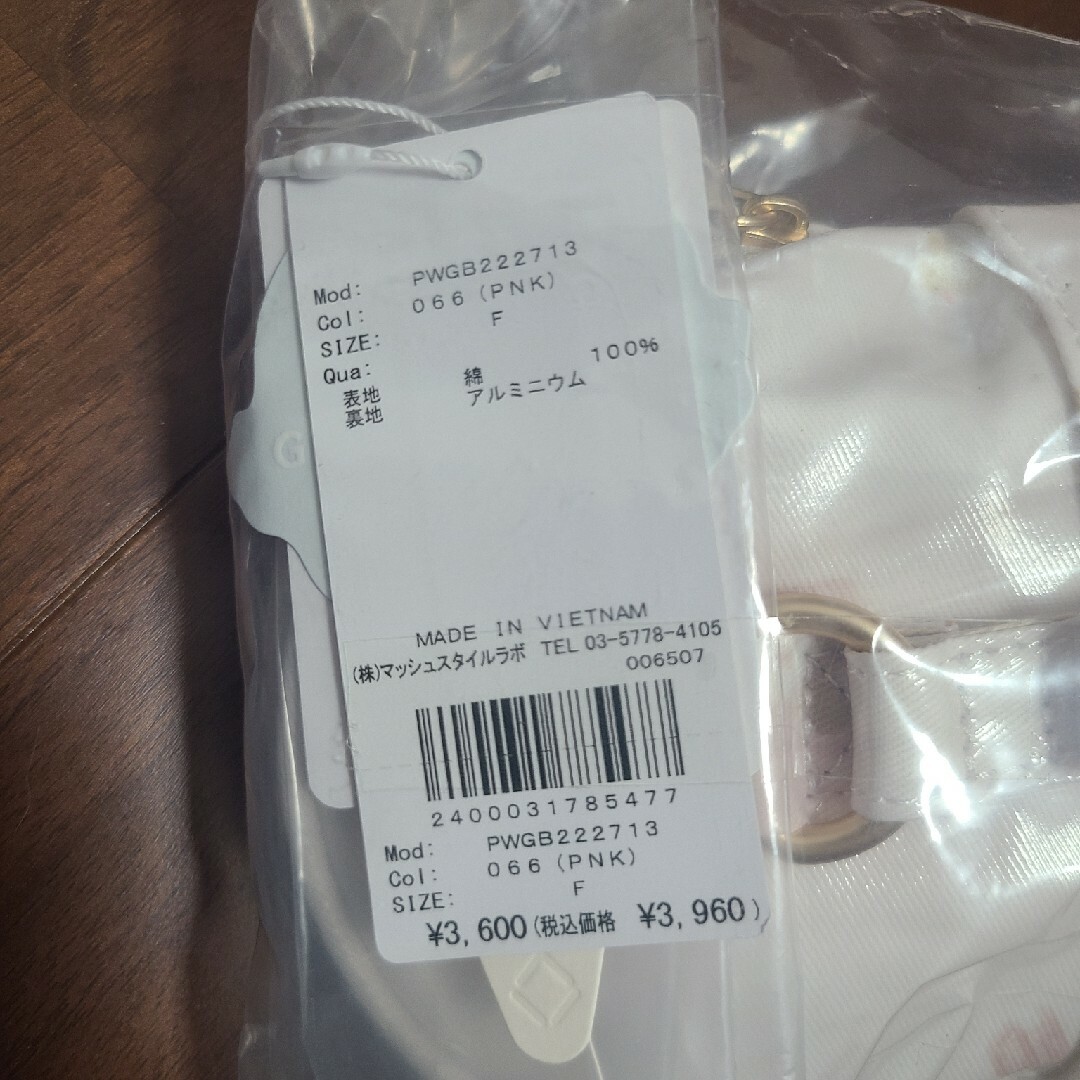 Mod: PWGB222713
Col: 066 (PNK)
SIZE: F
Qua:
表地 綿 100%
裏地 アルミニウム
G
MADE IN VIETNAM
(株)マッシュスタイルラボ TEL 03-5778-4105
006507
2400031785477
Mod: PWGB222713
Col: 066 (PNK)
SIZE: F
¥3,600(税込価格 ¥3,960)